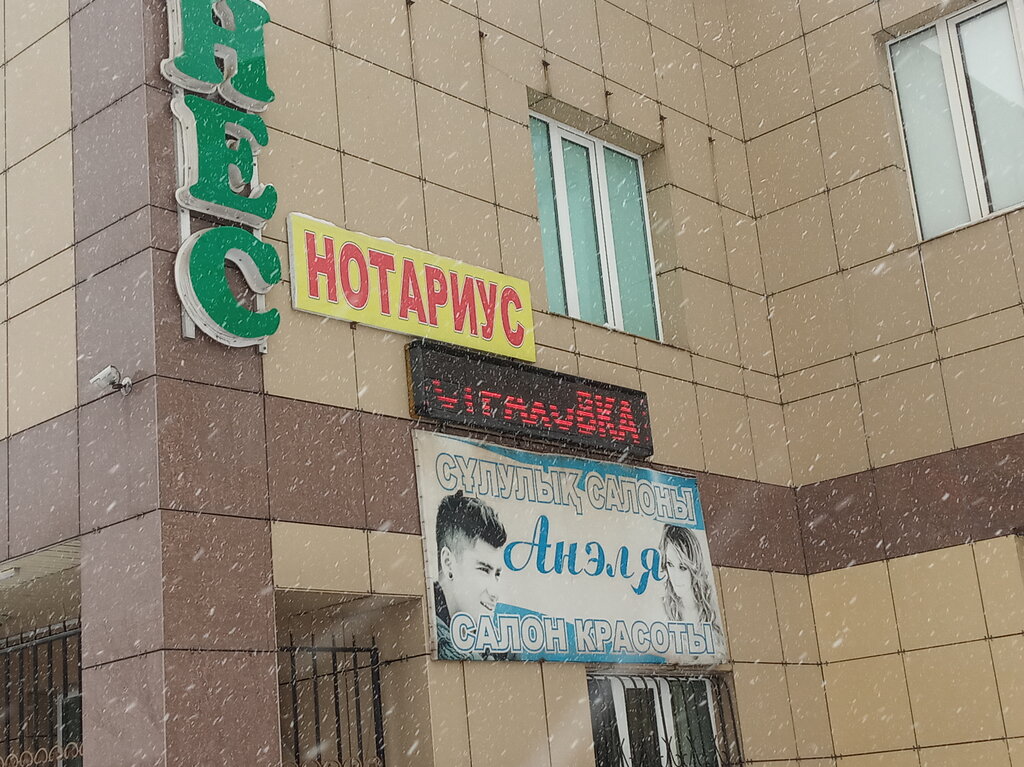 НЕС
НОТАРИУС
СҰЛУЛЫҚ САЛОНЫ
Анэля
САЛОН КРАСОТЫ